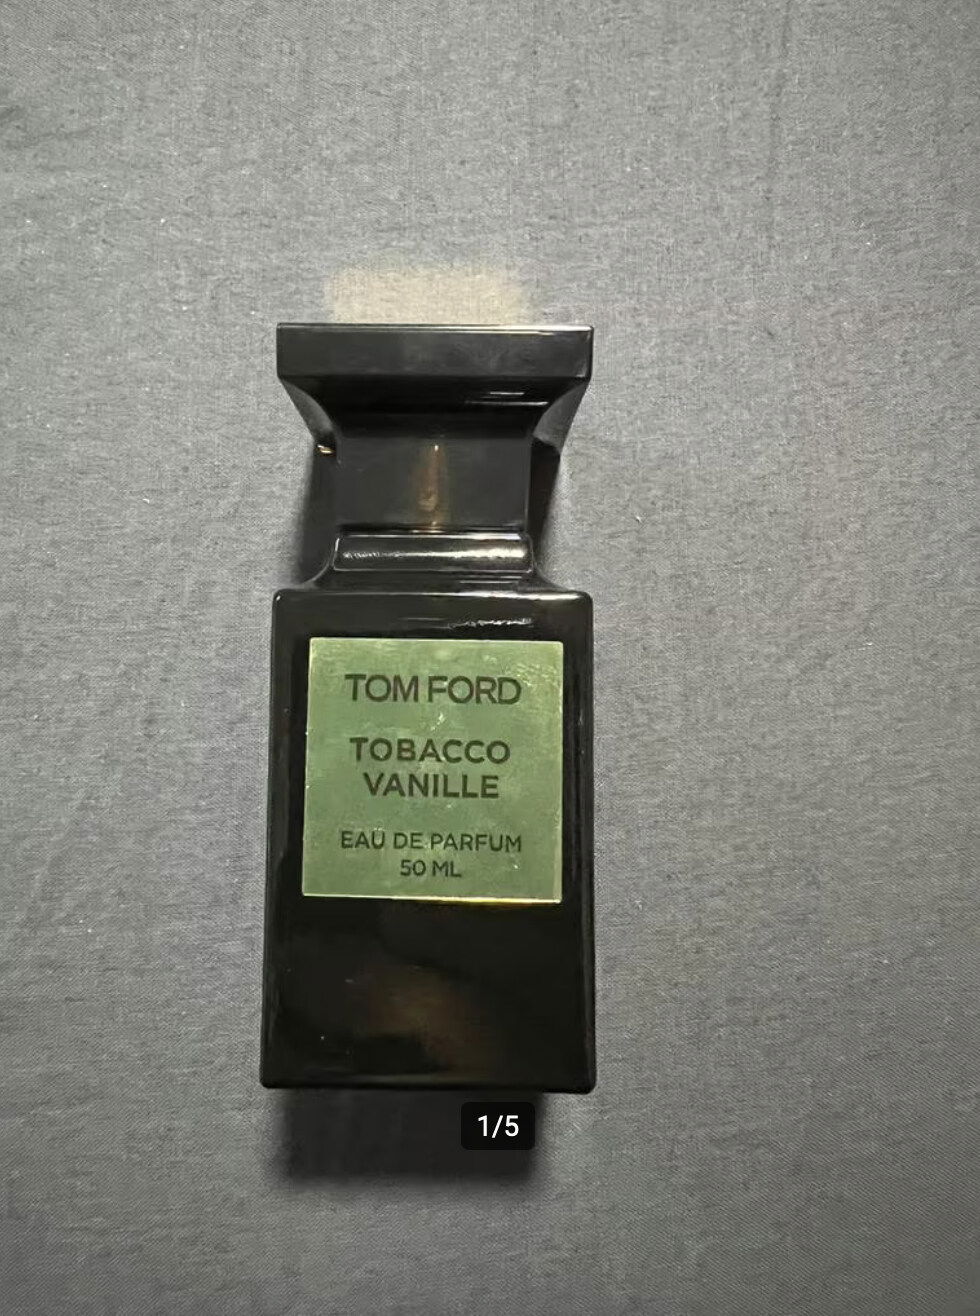 TOM FORD
TOBACCO
VANILLE
EAU DE PARFUM
50 ML
1/5